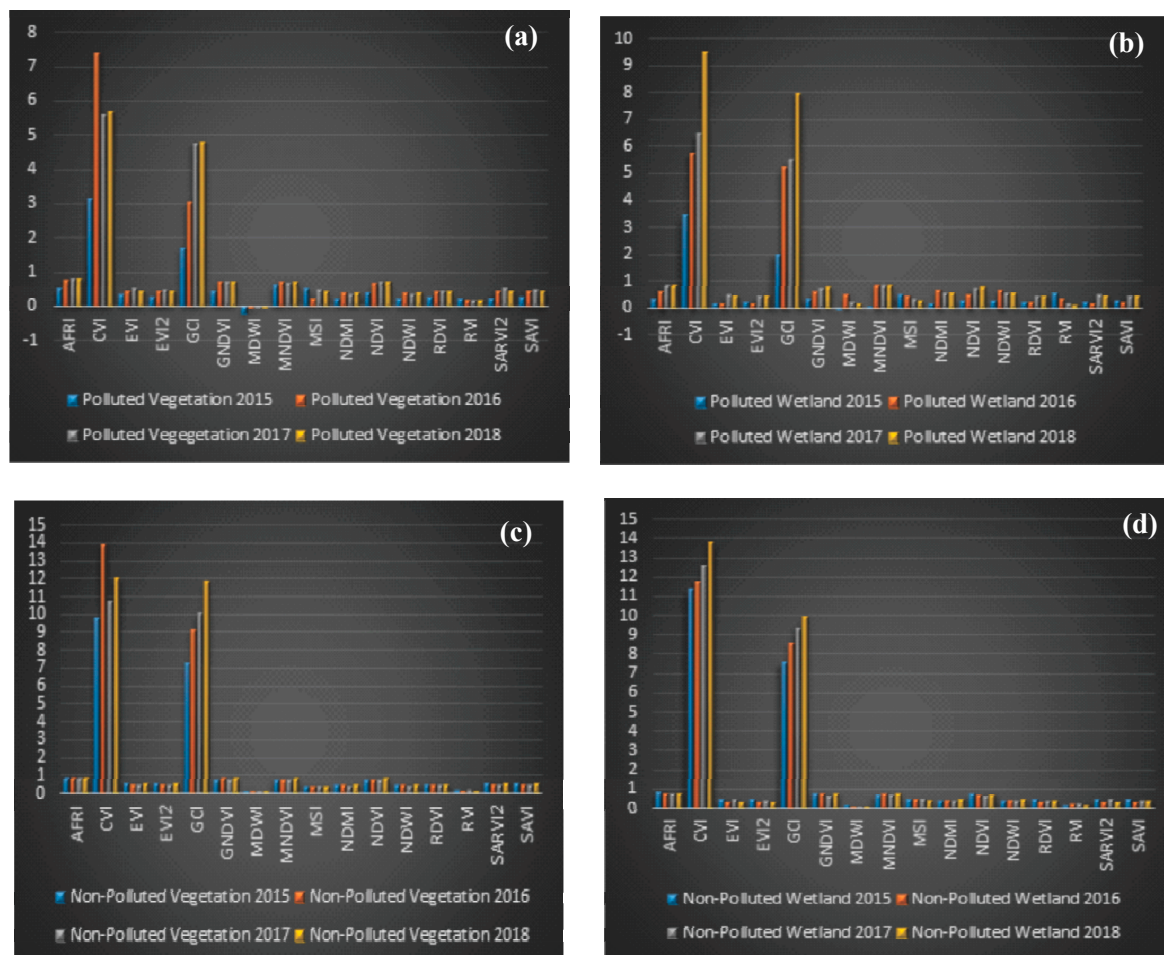 (a)
8
7
6
5
4
3
2
1
0
-1
AFRI
CVI
EVI
EVI2
GCI
GNDVI
MDWI
MNDVI
MSI
NDMI
NDVI
NDWI
RDVI
RVI
SARVI2
SAVI
Polluted Vegetation 2015 Polluted Vegetation 2016
Polluted Vegegetation 2017 Polluted Vegetation 2018
(b)
10
9
8
7
6
5
4
3
2
1
0
-1
AFRI
CVI
EVI
EVI2
GCI
GNDVI
MDWI
MNDVI
MSI
NDMI
NDVI
NDWI
RDVI
RVI
SARVI2
SAVI
Polluted Wetland 2015 Polluted Wetland 2016
Polluted Wetland 2017 Polluted Wetland 2018
(c)
15
14
13
12
11
10
9
8
7
6
5
4
3
2
1
0
AFRI
CVI
EVI
EVI2
GCI
GNDVI
MDWI
MNDVI
MSI
NDMI
NDVI
NDWI
RDVI
RVI
SARVI2
SAVI
Non-Polluted Vegetation 2015 Non-Polluted Vegetation 2016
Non-Polluted Vegetation 2017 Non-Polluted Vegetation 2018
(d)
15
14
13
12
11
10
9
8
7
6
5
4
3
2
1
0
AFRI
CVI
EVI
EVI2
GCI
GNDVI
MDWI
MNDVI
MSI
NDMI
NDVI
NDWI
RDVI
RVI
SARVI2
SAVI
Non-Polluted Wetland 2015 Non-Polluted Wetland 2016
Non-Polluted Wetland 2017 Non-Polluted Wetland 2018